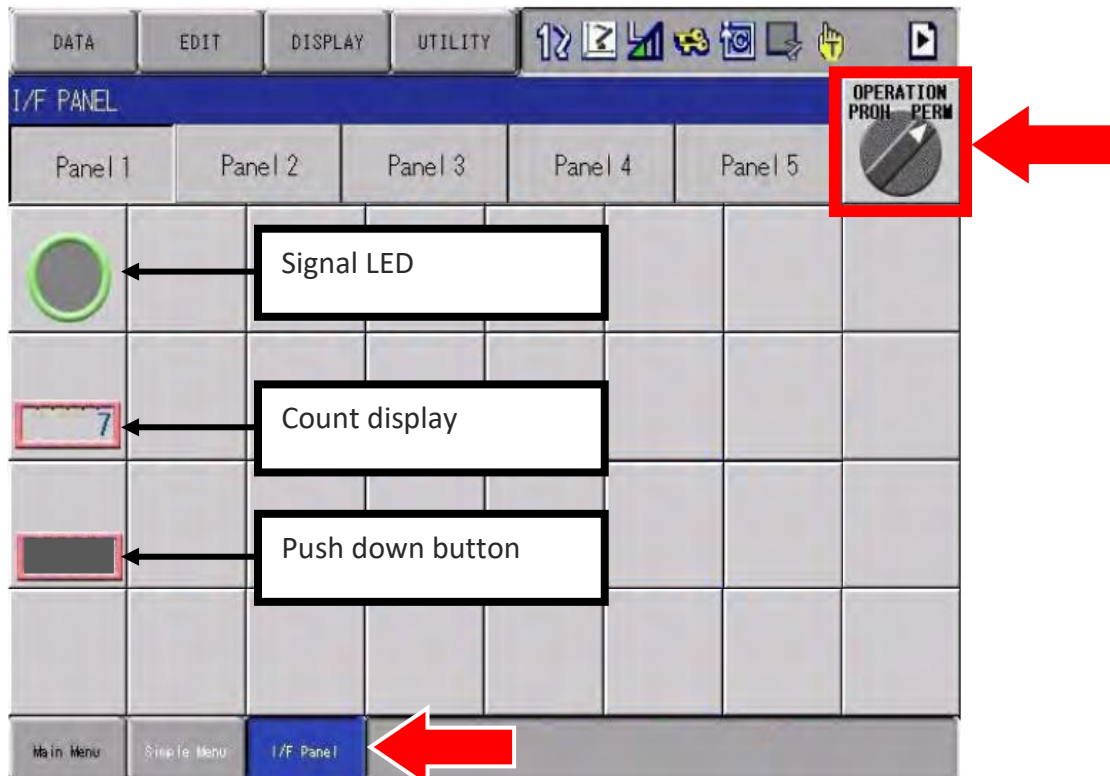 DATA EDIT DISPLAY UTILITY
I/F PANEL
OPERATION
PROH PERM
Panel 1 Panel 2 Panel 3 Panel 4 Panel 5
Signal LED
7
Count display
Push down button
Main Menu Simple Menu I/F Panel